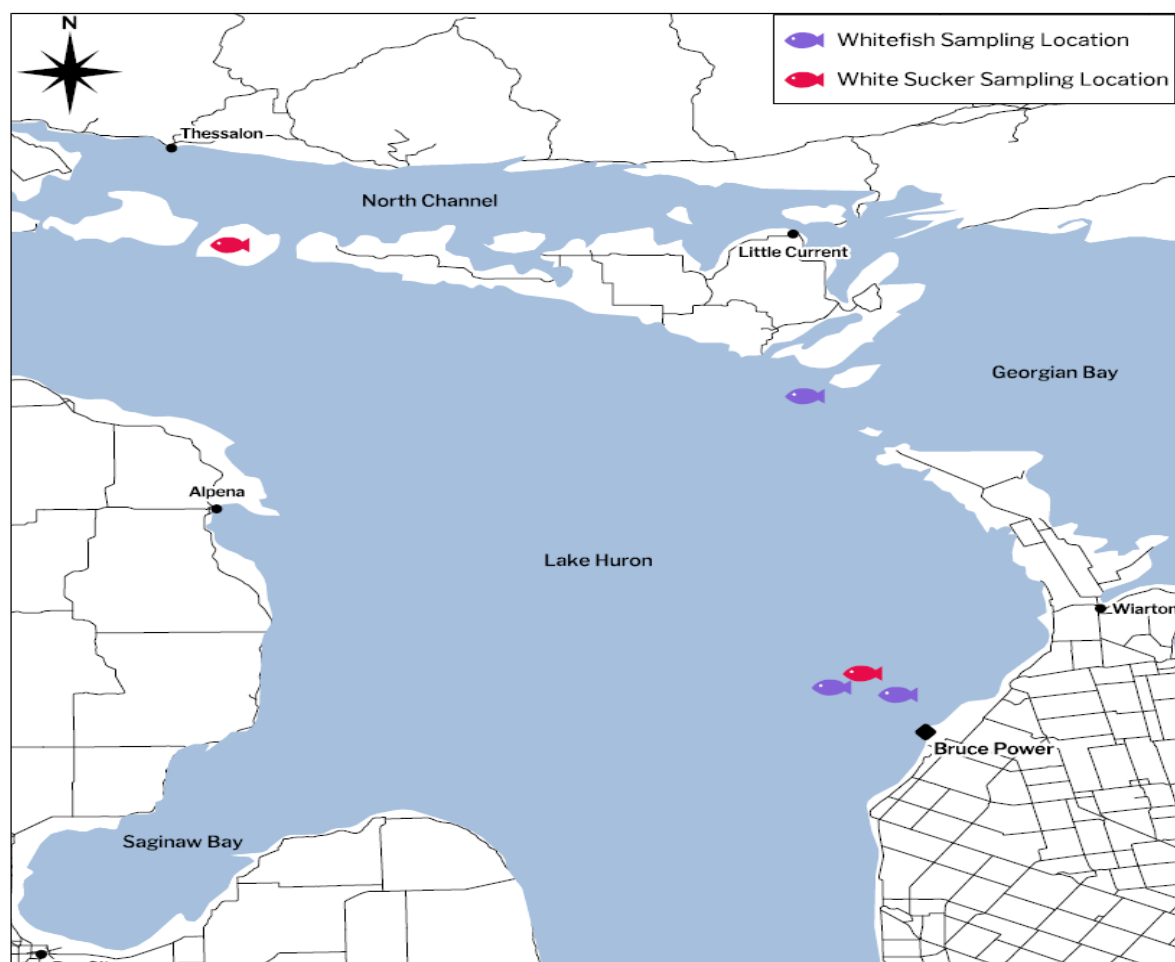 N
Whitefish Sampling Location
White Sucker Sampling Location
Thessalon
North Channel
Little Current
Georgian Bay
Alpena
Lake Huron
Wiarton
Bruce Power
Saginaw Bay